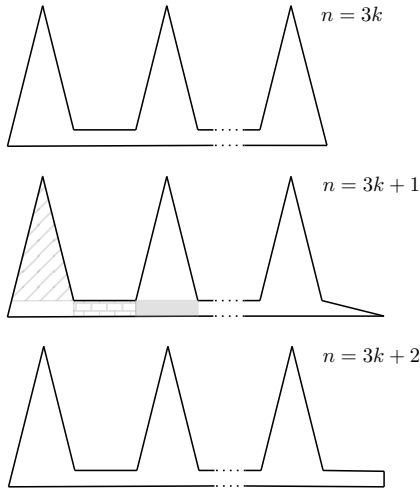 n = 3k
n = 3k + 1
n = 3k + 2